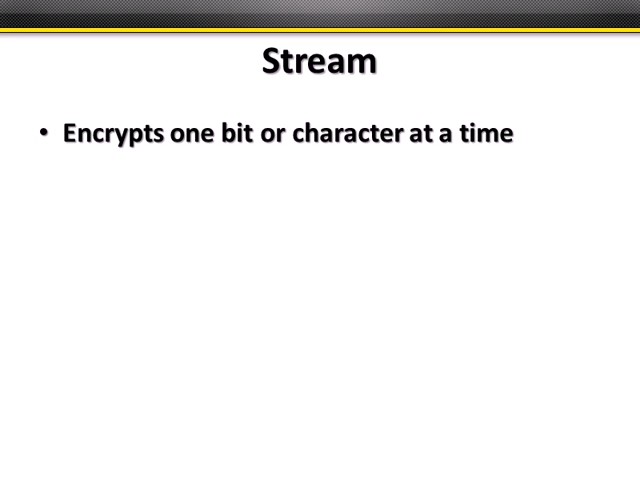 Stream
• Encrypts one bit or character at a time